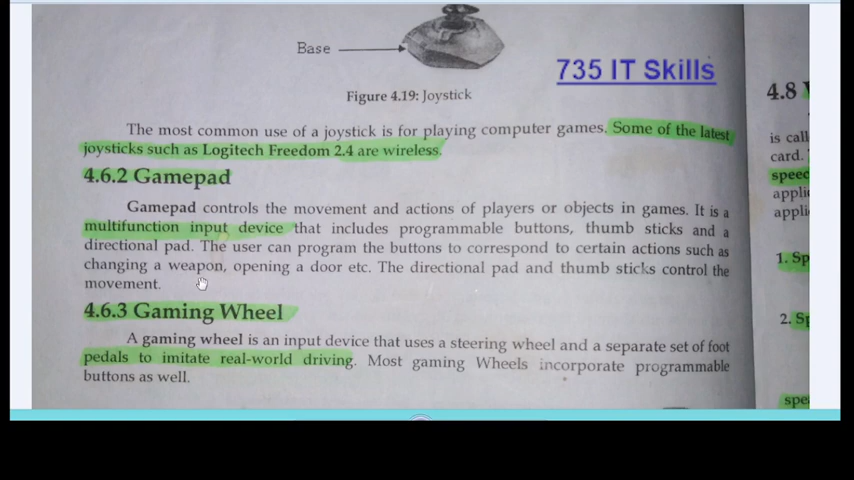 Base
735 IT Skills
Figure 4.19: Joystick
The most common use of a joystick is for playing computer games. Some of the latest
joysticks such as Logitech Freedom 2.4 are wireless.
4.6.2 Gamepad
Gamepad controls the movement and actions of players or objects in games. It is a
multifunction input device that includes programmable buttons, thumb sticks and a
directional pad. The user can program the buttons to correspond to certain actions such as
changing a weapon, opening a door etc. The directional pad and thumb sticks control the
movement.
4.6.3 Gaming Wheel
A gaming wheel is an input device that uses a steering wheel and a separate set of foot
pedals to imitate real-world driving. Most gaming Wheels incorporate programmable
buttons as well.
4.8
is call
card.
speec
appli
appli
1. Sp
2. Sp
spe